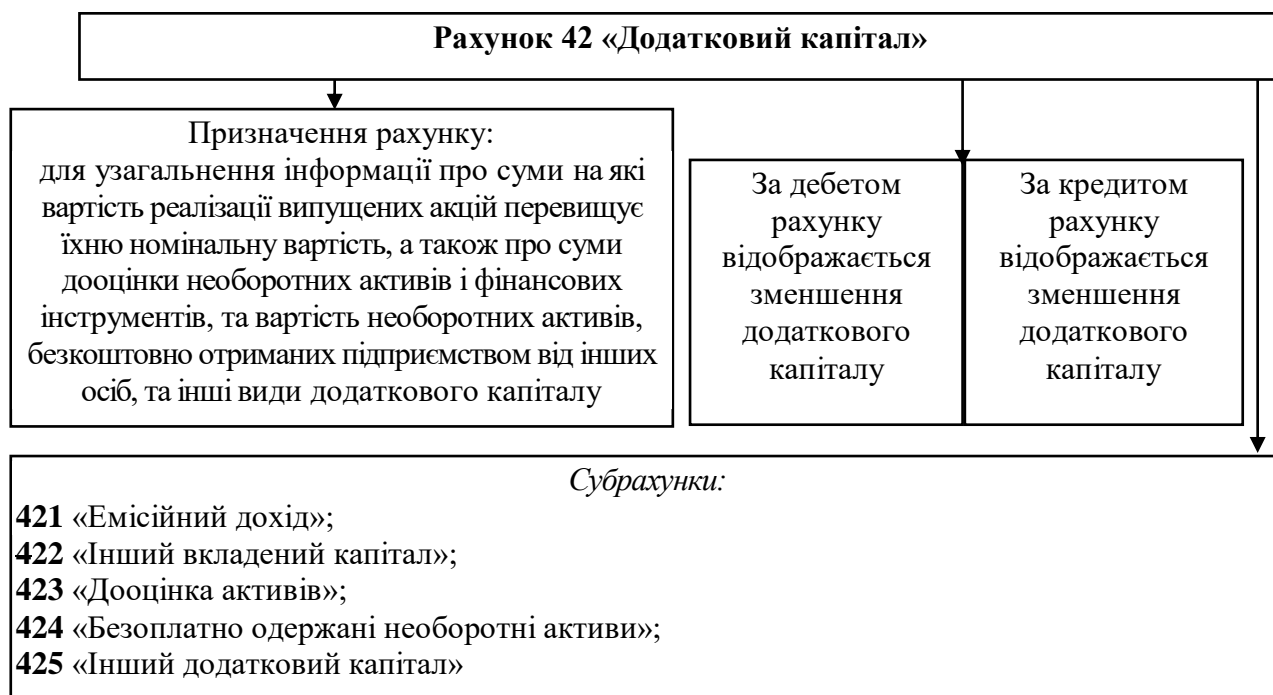 Рахунок 42 «Додатковий капітал»
Призначення рахунку:
для узагальнення інформації про суми на які
вартість реалізації випущених акцій перевищує
їхню номінальну вартість, а також про суми
дооцінки необоротних активів і фінансових
інструментів, та вартість необоротних активів,
безкоштовно отриманих підприємством від інших
осіб, та інші види додаткового капіталу
За дебетом
рахунку
відображається
зменшення
додаткового
капіталу
За кредитом
рахунку
відображається
зменшення
додаткового
капіталу
Субрахунки:
421 «Емісійний дохід»;
422 «Інший вкладений капітал»;
423 «Дооцінка активів»;
424 «Безоплатно одержані необоротні активи»;
425 «Інший додатковий капітал»